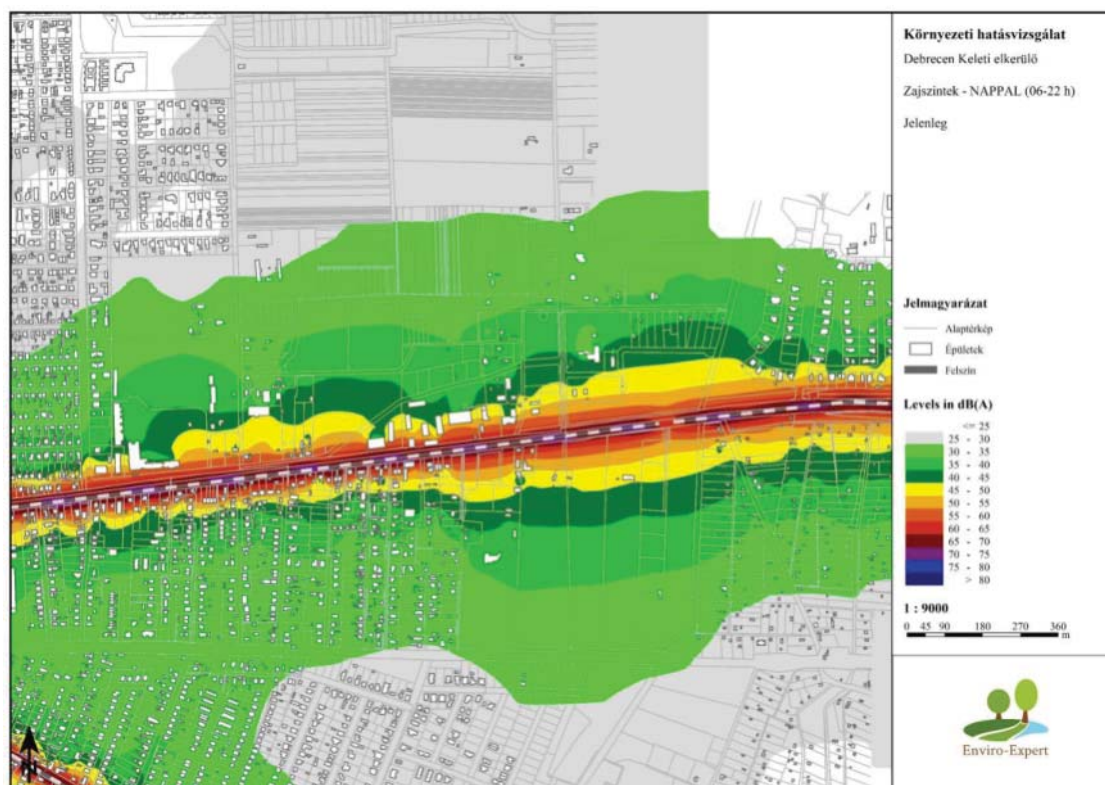 Környezeti hatásvizsgálat
Debrecen Keleti elkerülő
Zajszintek - NAPPAL (06-22 h)
Jelenleg
Jelmagyarázat
Alaptérkép
Épületek
Felszín
Levels in dB(A)
<= 25
25 - 30
30 - 35
35 - 40
40 - 45
45 - 50
50 - 55
55 - 60
60 - 65
65 - 70
70 - 75
75 - 80
> 80
1 : 9000
0 45 90 180 270 360
m
Enviro-Expert
N